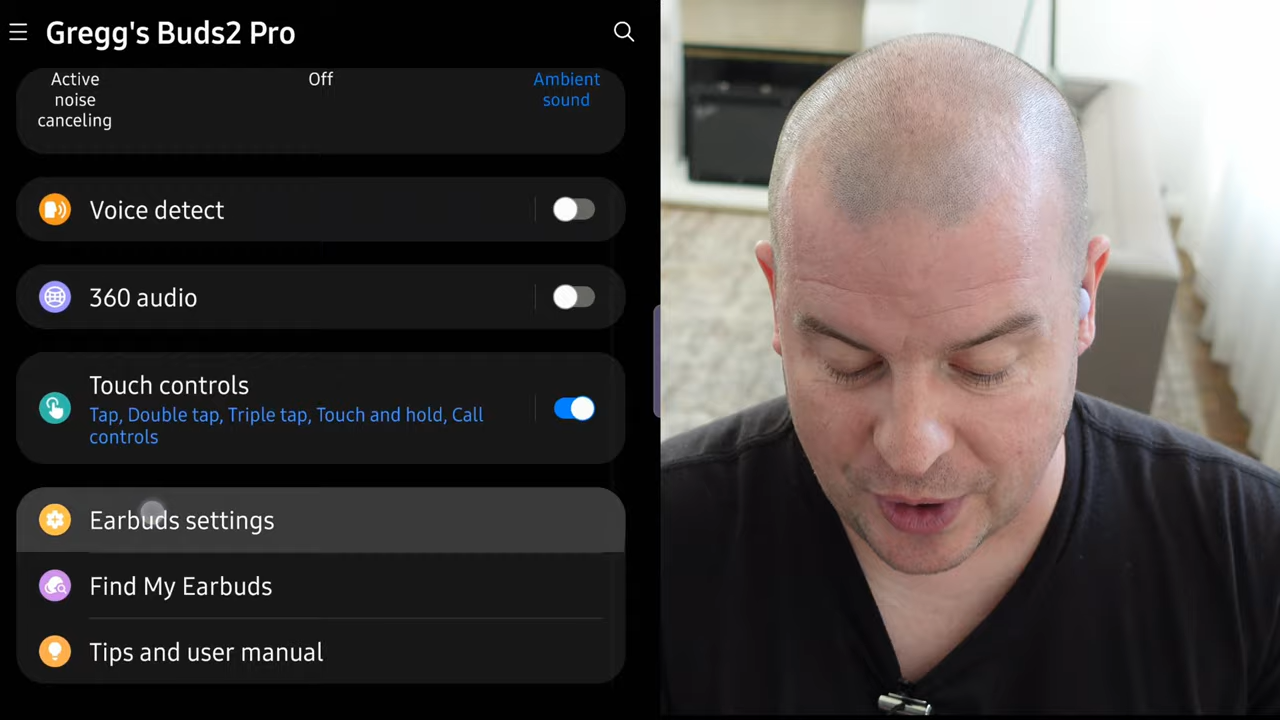 Gregg's Buds2 Pro
Active
noise
canceling
Off
Ambient
sound
Voice detect
360 audio
Touch controls
Tap, Double tap, Triple tap, Touch and hold, Call
controls
Earbuds settings
Find My Earbuds
Tips and user manual